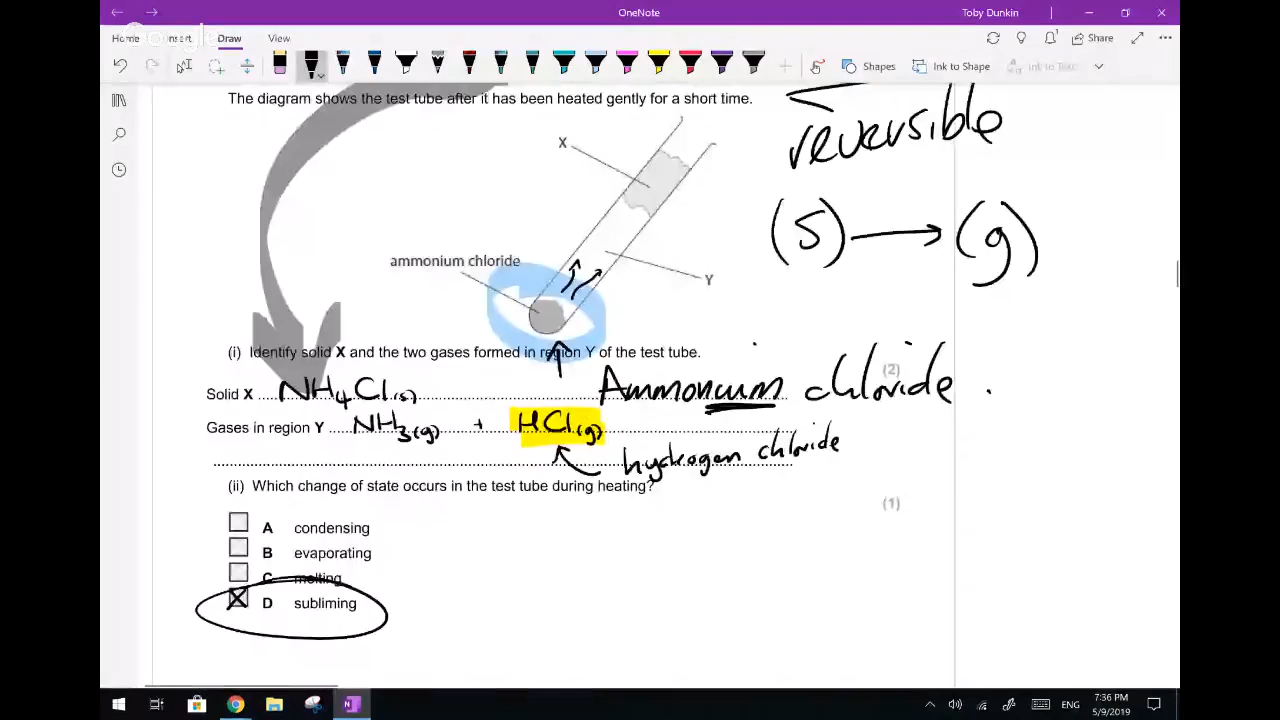 OneNote
Toby Dunkin
Google
Home
Insert
Draw
View
Share
Shapes
Ink to Shape
Ink to Text
The diagram shows the test tube after it has been heated gently for a short time.
reversible
X
(s) → (g)
ammonium chloride
Y
(i) Identify solid X and the two gases formed in region Y of the test tube.
(2)
Solid X NH4Cl(s)
Ammonium chloride.
Gases in region Y NH3(g) + HCl(g)
hydrogen chloride
(ii) Which change of state occurs in the test tube during heating?
(1)
A condensing
B evaporating
C melting
D subliming
ENG
7:36 PM
5/9/2019